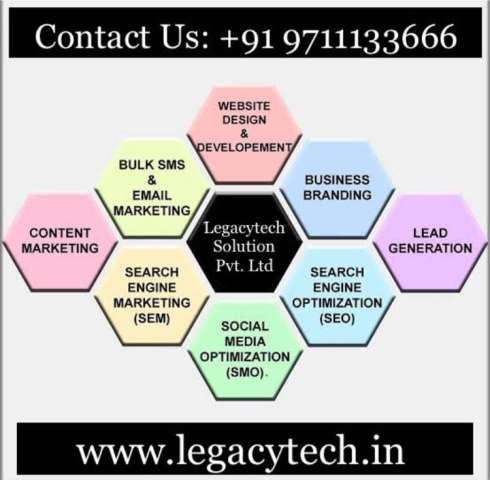 Contact Us: +91 9711133666
WEBSITE
DESIGN
&
DEVELOPEMENT
BULK SMS
&
EMAIL
MARKETING
BUSINESS
BRANDING
CONTENT
MARKETING
Legacytech
Solution
Pvt. Ltd
LEAD
GENERATION
SEARCH
ENGINE
MARKETING
(SEM)
SEARCH
ENGINE
OPTIMIZATION
(SEO)
SOCIAL
MEDIA
OPTIMIZATION
(SMO).
www.legacytech.in